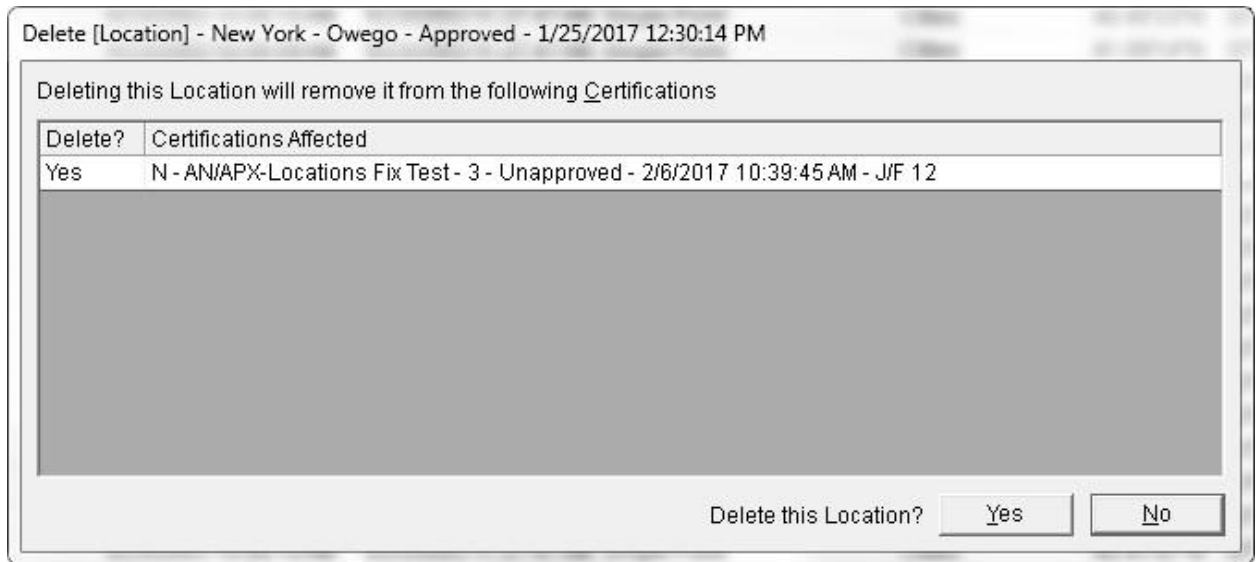 Delete [Location] - New York - Owego - Approved - 1/25/2017 12:30:14 PM
Deleting this Location will remove it from the following Certifications
Delete? Certifications Affected
Yes N - AN/APX-Locations Fix Test - 3 - Unapproved - 2/6/2017 10:39:45 AM - J/F 12
Delete this Location? Yes No